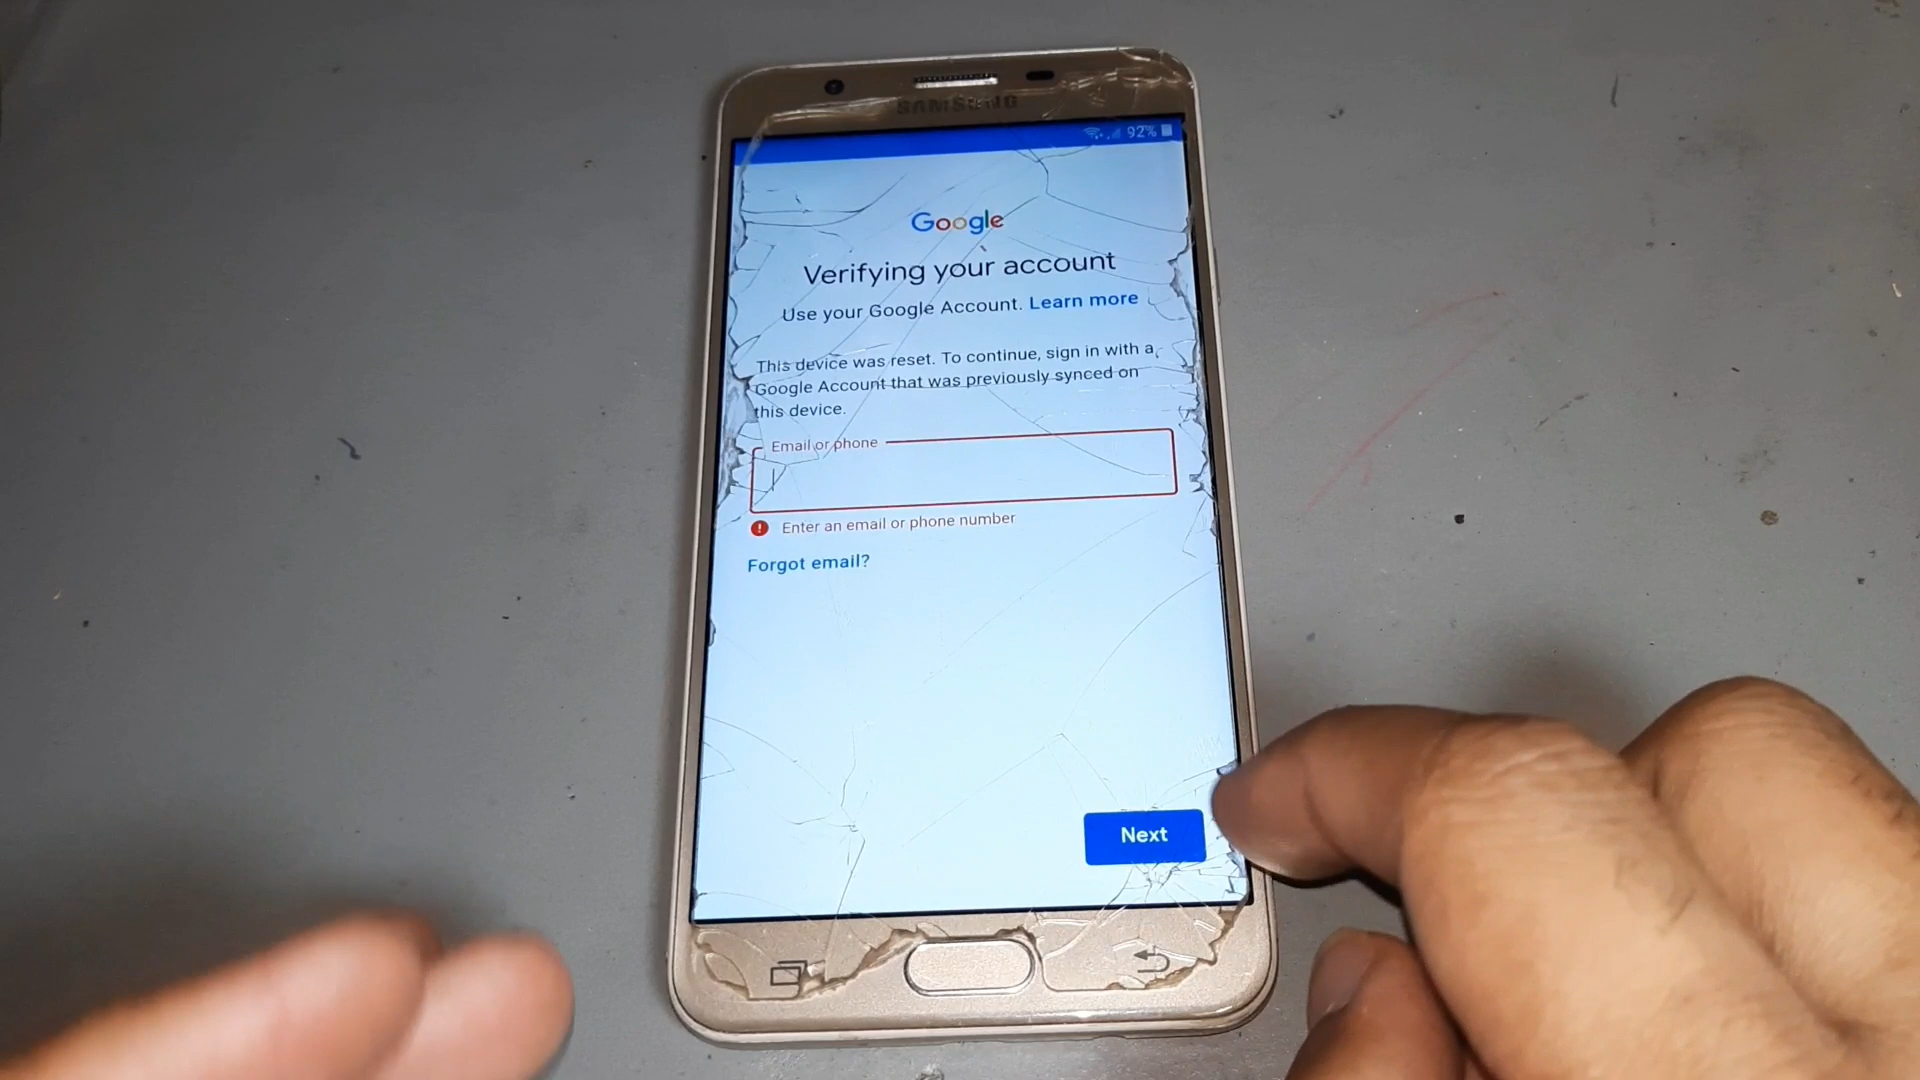 SAMSUNG
92%
Google
Verifying your account
Use your Google Account. Learn more
This device was reset. To continue, sign in with a
Google Account that was previously synced on
this device.
Email or phone
Enter an email or phone number
Forgot email?
Next